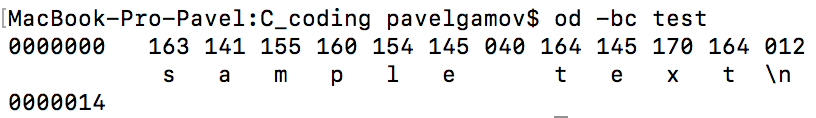 [MacBook-Pro-Pavel:C_coding pavelgamov$ od -bc test
0000000   163 141 155 160 154 145 040 164 145 170 164 012
           s   a   m   p   l   e       t   e   x   t  \n
0000014